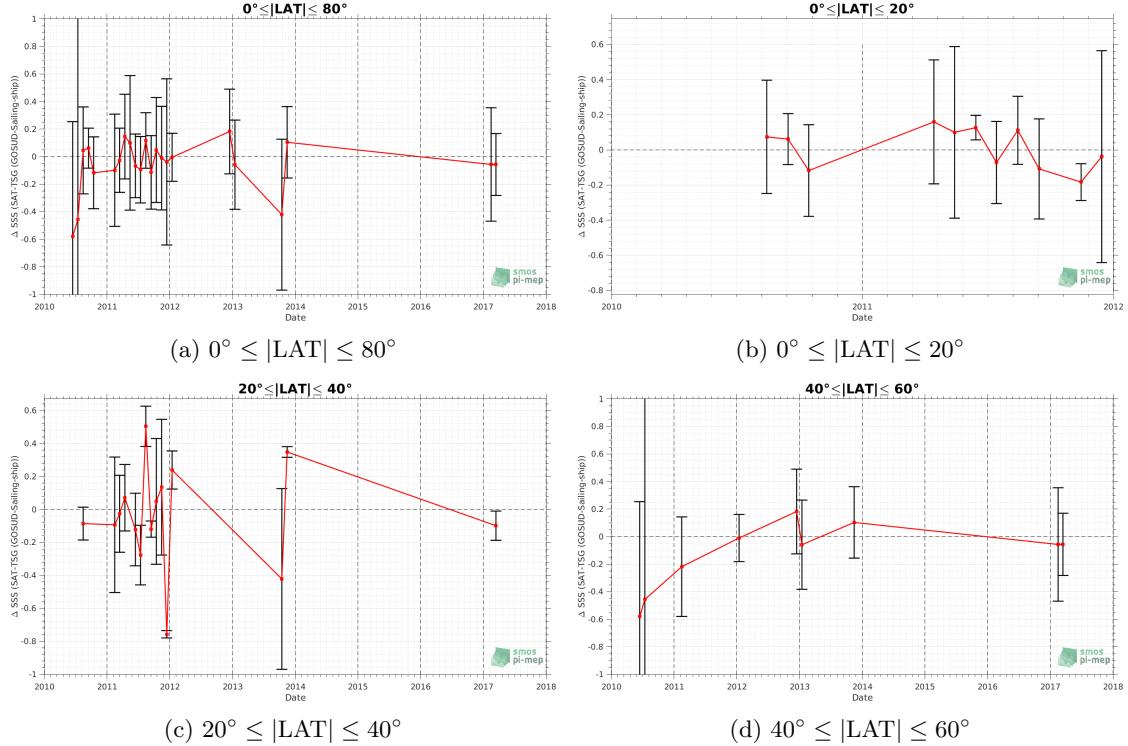 0°≤|LAT|≤ 80°
1
0.8
0.6
0.4
0.2
0
-0.2
-0.4
-0.6
-0.8
-1
Δ SSS (SAT-TSG (GOSUD-Sailing-ship))
2010 2011 2012 2013 2014 2015 2016 2017 2018
Date
smos
pi-mep
(a) 0° ≤ |LAT| ≤ 80°
0°≤|LAT|≤ 20°
0.6
0.4
0.2
0
-0.2
-0.4
-0.6
-0.8
Δ SSS (SAT-TSG (GOSUD-Sailing-ship))
2010 2011 2012
Date
smos
pi-mep
(b) 0° ≤ |LAT| ≤ 20°
20°≤|LAT|≤ 40°
0.6
0.4
0.2
0
-0.2
-0.4
-0.6
-0.8
-1
Δ SSS (SAT-TSG (GOSUD-Sailing-ship))
2010 2011 2012 2013 2014 2015 2016 2017 2018
Date
smos
pi-mep
(c) 20° ≤ |LAT| ≤ 40°
40°≤|LAT|≤ 60°
1
0.8
0.6
0.4
0.2
0
-0.2
-0.4
-0.6
-0.8
-1
Δ SSS (SAT-TSG (GOSUD-Sailing-ship))
2010 2011 2012 2013 2014 2015 2016 2017 2018
Date
smos
pi-mep
(d) 40° ≤ |LAT| ≤ 60°